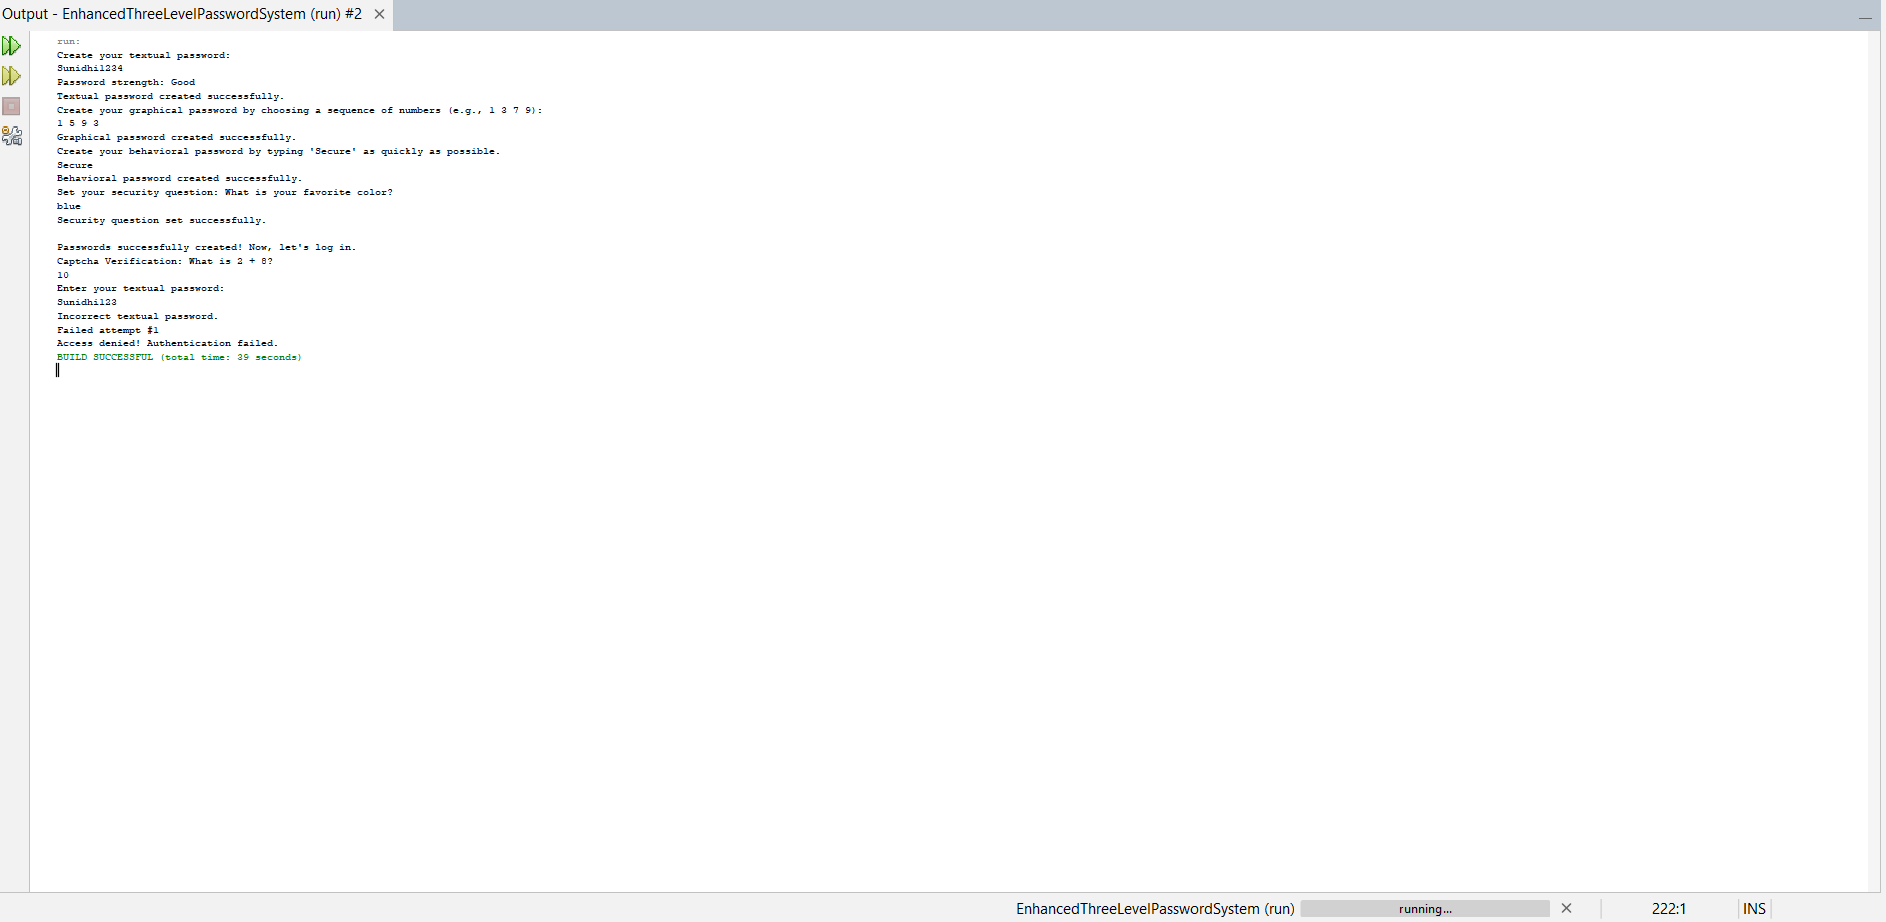 Output - EnhancedThreeLevelPasswordSystem (run) #2
run:
Create your textual password:
Sunidhi1234
Password strength: Good
Textual password created successfully.
Create your graphical password by choosing a sequence of numbers (e.g., 1 3 7 9):
1 5 9 3
Graphical password created successfully.
Create your behavioral password by typing 'Secure' as quickly as possible.
Secure
Behavioral password created successfully.
Set your security question: What is your favorite color?
blue
Security question set successfully.
Passwords successfully created! Now, let's log in.
Captcha Verification: What is 2 + 8?
10
Enter your textual password:
Sunidhi123
Incorrect textual password.
Failed attempt #1
Access denied! Authentication failed.
BUILD SUCCESSFUL (total time: 39 seconds)
EnhancedThreeLevelPasswordSystem (run) running... 222:1 INS